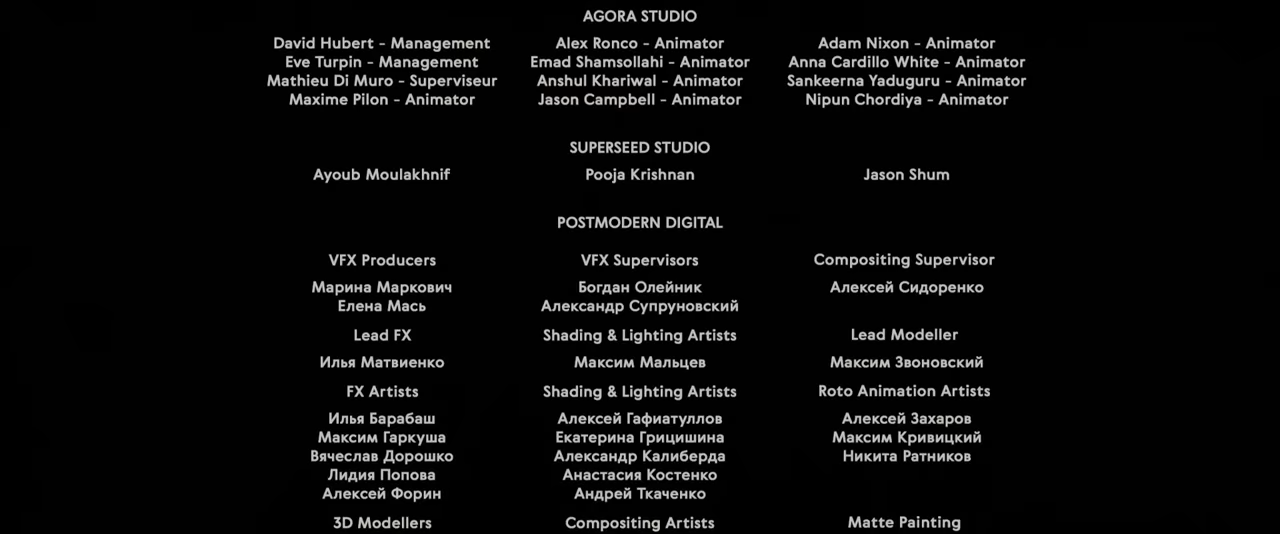 AGORA STUDIO
David Hubert - Management
Alex Ronco - Animator
Adam Nixon - Animator
Eve Turpin - Management
Emad Shamsollahi - Animator
Anna Cardillo White - Animator
Mathieu Di Muro - Superviseur
Anshul Khariwal - Animator
Sankeerna Yaduguru - Animator
Maxime Pilon - Animator
Jason Campbell - Animator
Nipun Chordiya - Animator
SUPERSEED STUDIO
Ayoub Moulakhnif
Pooja Krishnan
Jason Shum
POSTMODERN DIGITAL
VFX Producers
VFX Supervisors
Compositing Supervisor
Марина Маркович
Богдан Олейник
Алексей Сидоренко
Елена Мась
Александр Супруновский
Lead FX
Shading & Lighting Artists
Lead Modeller
Илья Матвиенко
Максим Мальцев
Максим Звоновский
FX Artists
Shading & Lighting Artists
Roto Animation Artists
Илья Барабаш
Алексей Гафиатуллов
Алексей Захаров
Максим Гаркуша
Екатерина Грицишина
Максим Кривицкий
Вячеслав Дорошко
Александр Калиберда
Никита Ратников
Лидия Попова
Анастасия Костенко
Алексей Форин
Андрей Ткаченко
3D Modellers
Compositing Artists
Matte Painting